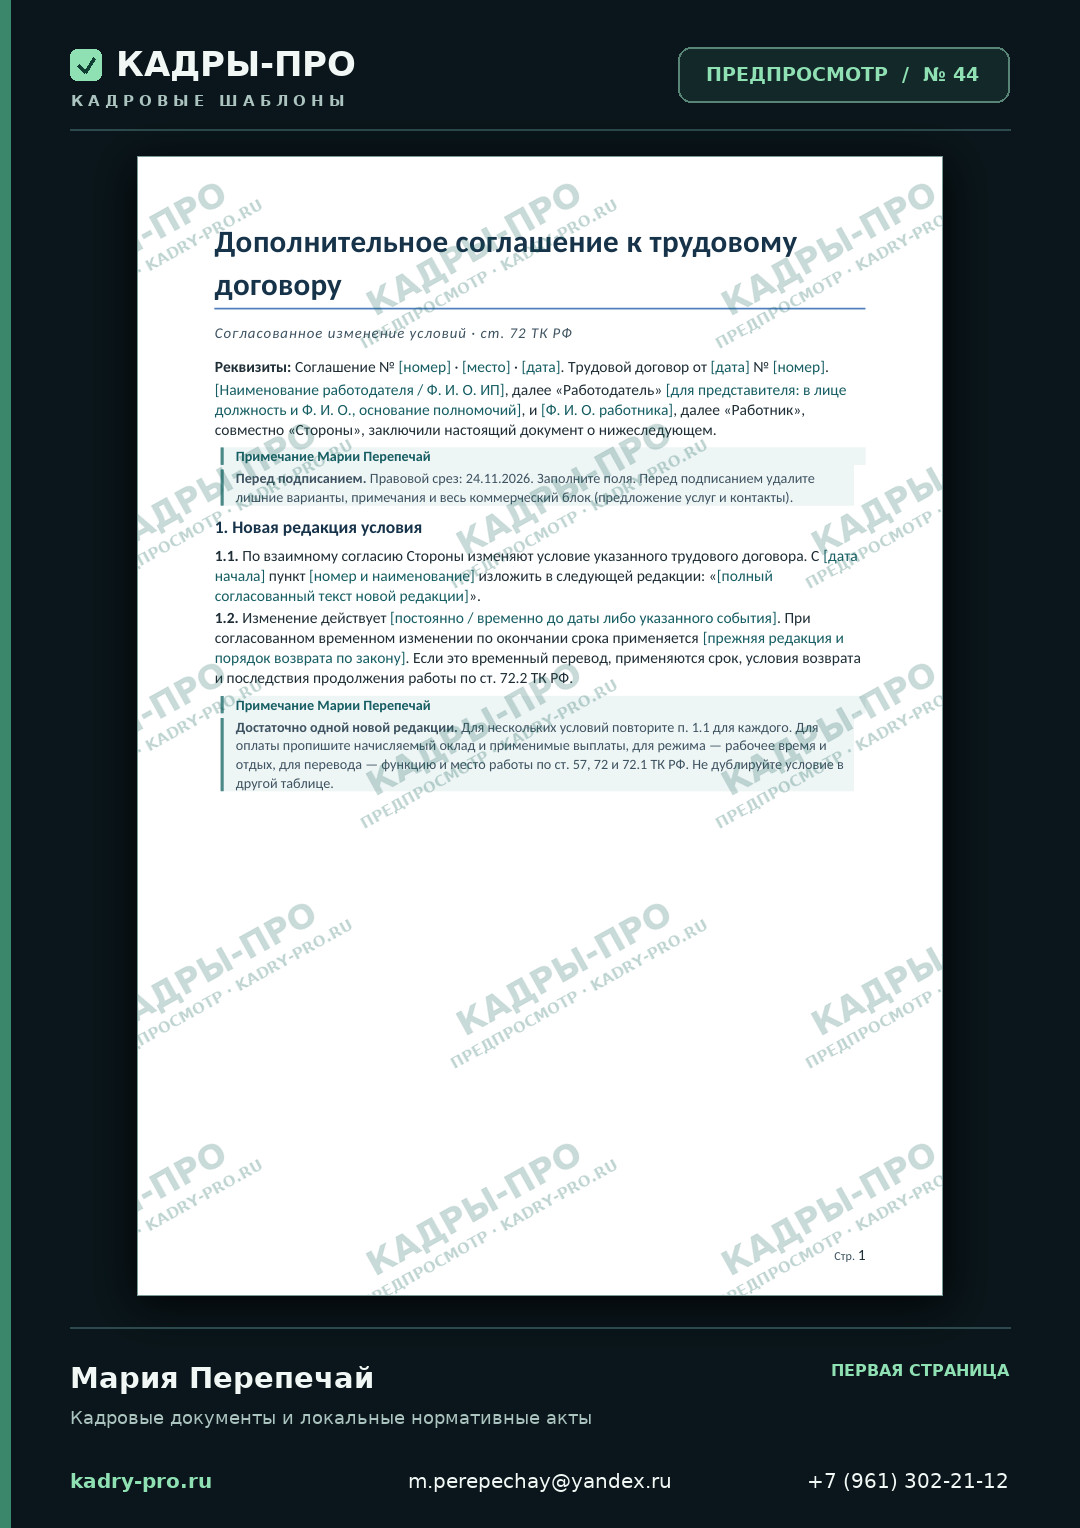 КАДРЫ-ПРО
КАДРОВЫЕ ШАБЛОНЫ
ПРЕДПРОСМОТР / № 44
Дополнительное соглашение к трудовому
договору
Согласованное изменение условий · ст. 72 ТК РФ
Реквизиты: Соглашение № [номер] · [место] · [дата]. Трудовой договор от [дата] № [номер].
[Наименование работодателя / Ф. И. О. ИП], далее «Работодатель» [для представителя: в лице
должность и Ф. И. О., основание полномочий], и [Ф. И. О. работника], далее «Работник»,
совместно «Стороны», заключили настоящий документ о нижеследующем.
Примечание Марии Перепечай
Перед подписанием. Правовой срез: 24.11.2026. Заполните поля. Перед подписанием удалите
лишние варианты, примечания и весь коммерческий блок (предложение услуг и контакты).
1. Новая редакция условия
1.1. По взаимному согласию Стороны изменяют условие указанного трудового договора. С [дата
начала] пункт [номер и наименование] изложить в следующей редакции: «[полный
согласованный текст новой редакции]».
1.2. Изменение действует [постоянно / временно до даты либо указанного события]. При
согласованном временном изменении по окончании срока применяется [прежняя редакция и
порядок возврата по закону]. Если это временный перевод, применяются срок, условия возврата
и последствия продолжения работы по ст. 72.2 ТК РФ.
Примечание Марии Перепечай
Достаточно одной новой редакции. Для нескольких условий повторите п. 1.1 для каждого. Для
оплаты пропишите начисляемый оклад и применимые выплаты, для режима — рабочее время и
отдых, для перевода — функцию и место работы по ст. 57, 72 и 72.1 ТК РФ. Не дублируйте условие в
другой таблице.
КАДРЫ-ПРО
ПРЕДПРОСМОТР · KADRY-PRO.RU
Стр. 1
Мария Перепечай
ПЕРВАЯ СТРАНИЦА
Кадровые документы и локальные нормативные акты
kadry-pro.ru
m.perepechay@yandex.ru
+7 (961) 302-21-12